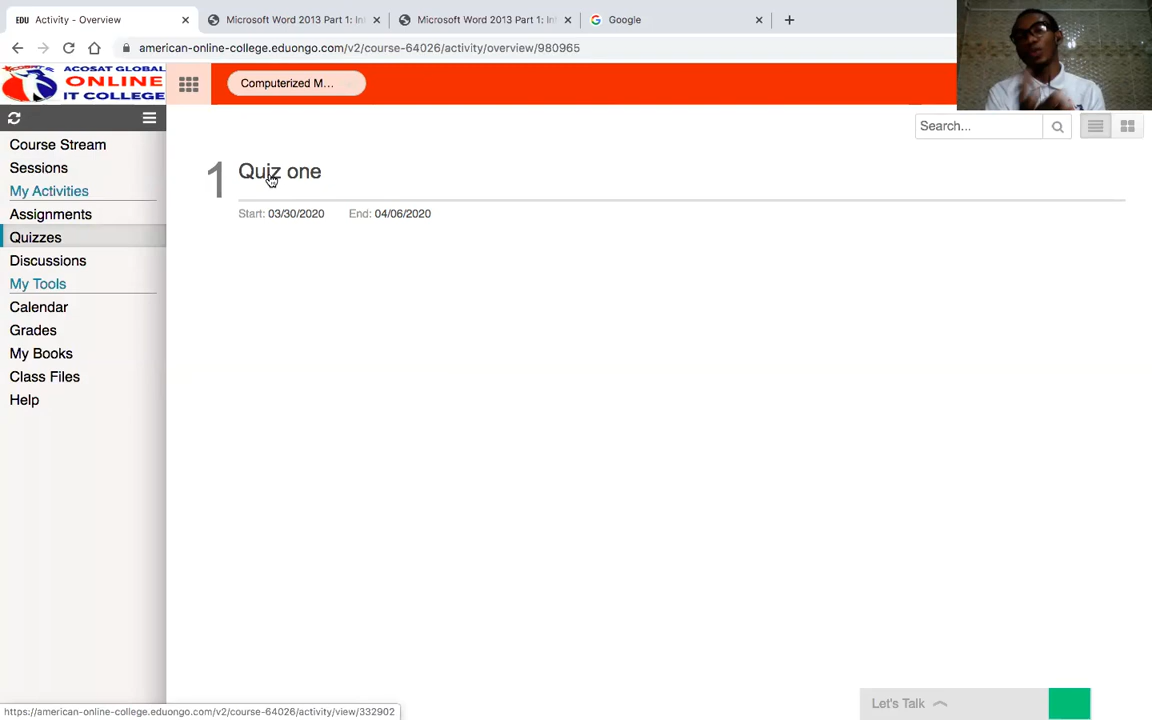 EDU Activity - Overview
Microsoft Word 2013 Part 1: In
Microsoft Word 2013 Part 1: In
Google
american-online-college.eduongo.com/v2/course-64026/activity/overview/980965
ACOSAT GLOBAL
ONLINE
IT COLLEGE
Computerized M...
Search...
Course Stream
Sessions
My Activities
Assignments
Quizzes
Discussions
My Tools
Calendar
Grades
My Books
Class Files
Help
1 Quiz one
Start: 03/30/2020 End: 04/06/2020
Let's Talk
https://american-online-college.eduongo.com/v2/course-64026/activity/view/332902